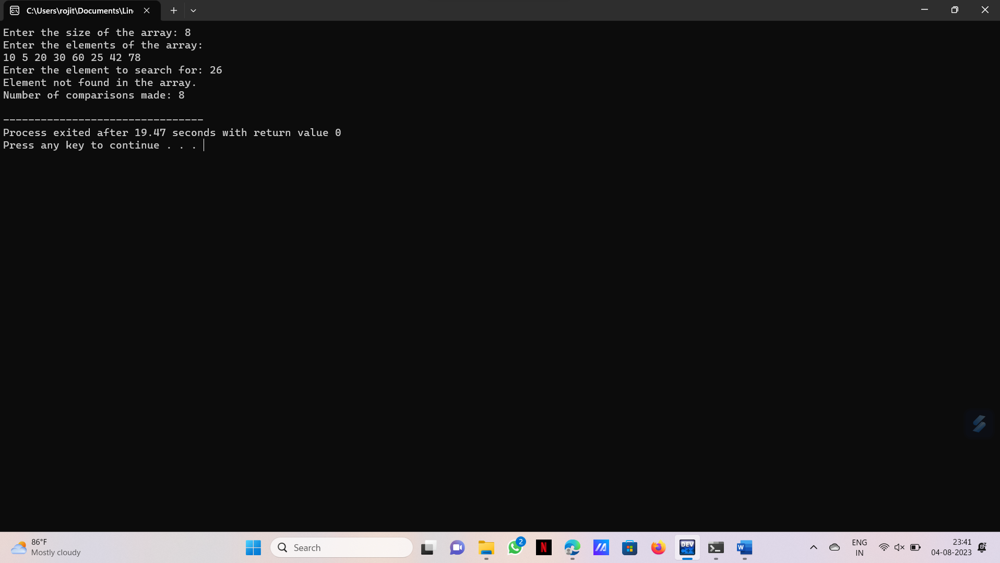 C:\Users\rojit\Documents\Lin
Enter the size of the array: 8
Enter the elements of the array:
10 5 20 30 60 25 42 78
Enter the element to search for: 26
Element not found in the array.
Number of comparisons made: 8
--------------------------------
Process exited after 19.47 seconds with return value 0
Press any key to continue . . .
86°F
Mostly cloudy
Search
2
N
DEV
C++
W
ENG
IN
23:41
04-08-2023